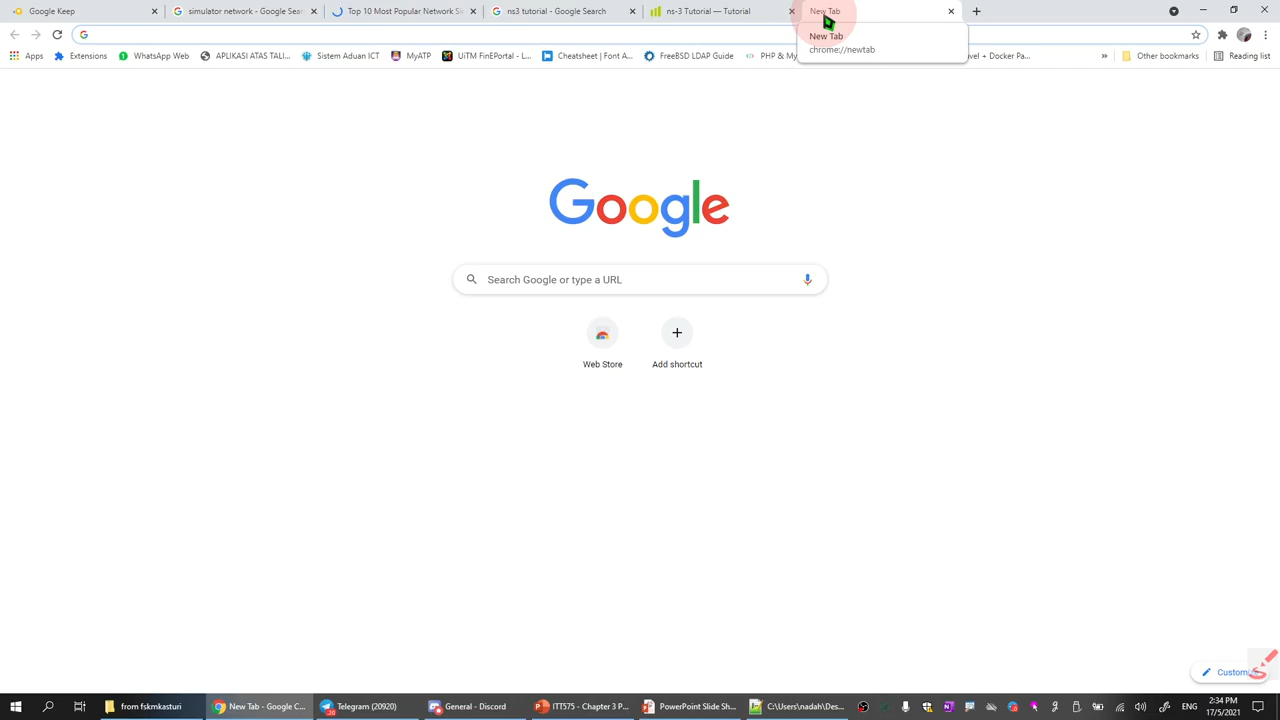 Google Keep
simulator network - Google Sear
Top 10 Most Popular Network Si
ns3 tutorial - Google Search
ns-3 Tutorial — Tutorial
New Tab
New Tab
chrome://newtab
Apps
Extensions
WhatsApp Web
APLIKASI ATAS TALI...
Sistem Aduan ICT
MyATP
UiTM FinEPortal - L...
Cheatsheet | Font A...
FreeBSD LDAP Guide
PHP & My
vel + Docker Pa...
Other bookmarks
Reading list
Google
Search Google or type a URL
Web Store
Add shortcut
Custom
from fskmkasturi
New Tab - Google C...
Telegram (20920)
General - Discord
IT575 - Chapter 3 P...
PowerPoint Slide Sh...
C:\Users\nadah\Des...
ENG
2:34 PM
17/5/2021